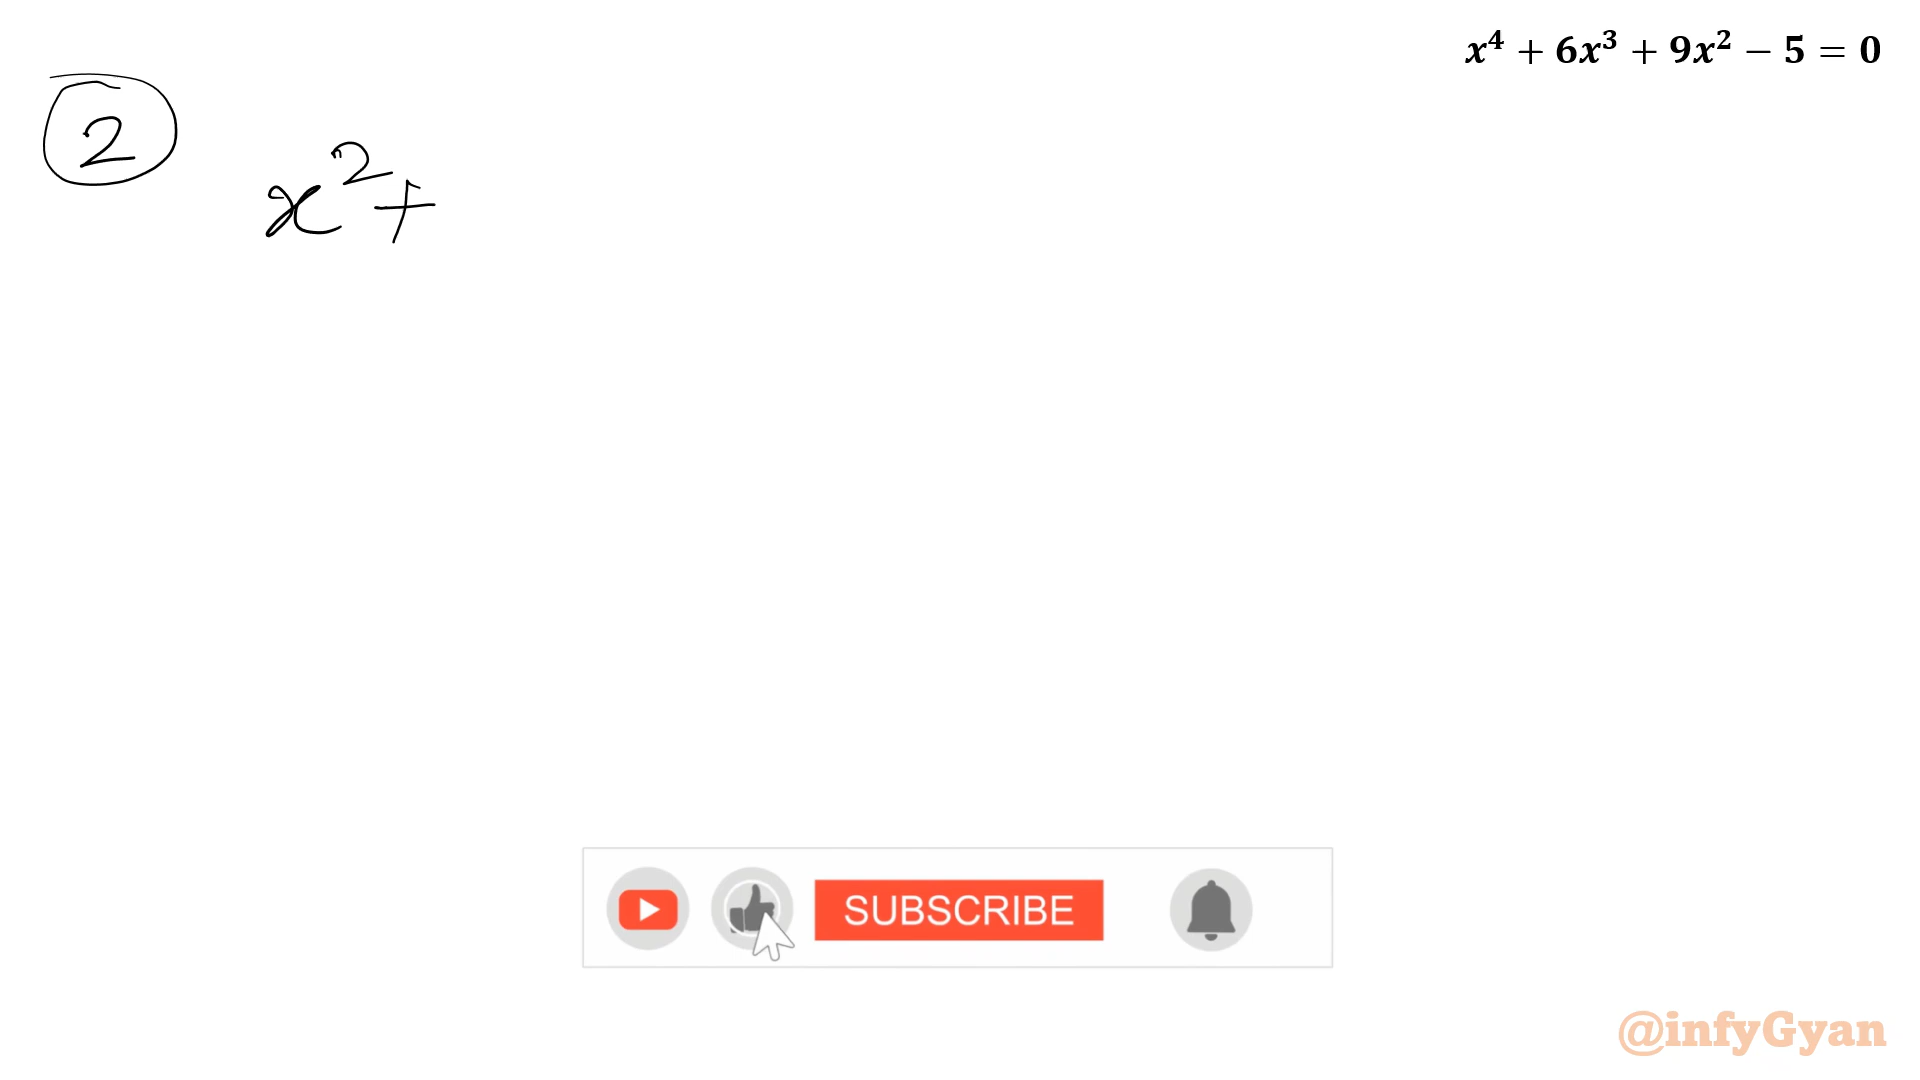 x⁴ + 6x³ + 9x² − 5 = 0
2
x² +
SUBSCRIBE
@infyGyan